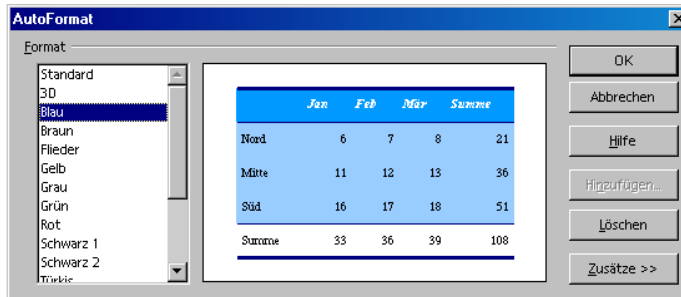 AutoFormat
Format
Standard
3D
Blau
Braun
Flieder
Gelb
Grau
Grün
Rot
Schwarz 1
Schwarz 2
Türkis
Jan Feb Mär Summe
Nord 6 7 8 21
Mitte 11 12 13 36
Süd 16 17 18 51
Summe 33 36 39 108
OK
Abbrechen
Hilfe
Hinzufügen...
Löschen
Zusätze >>